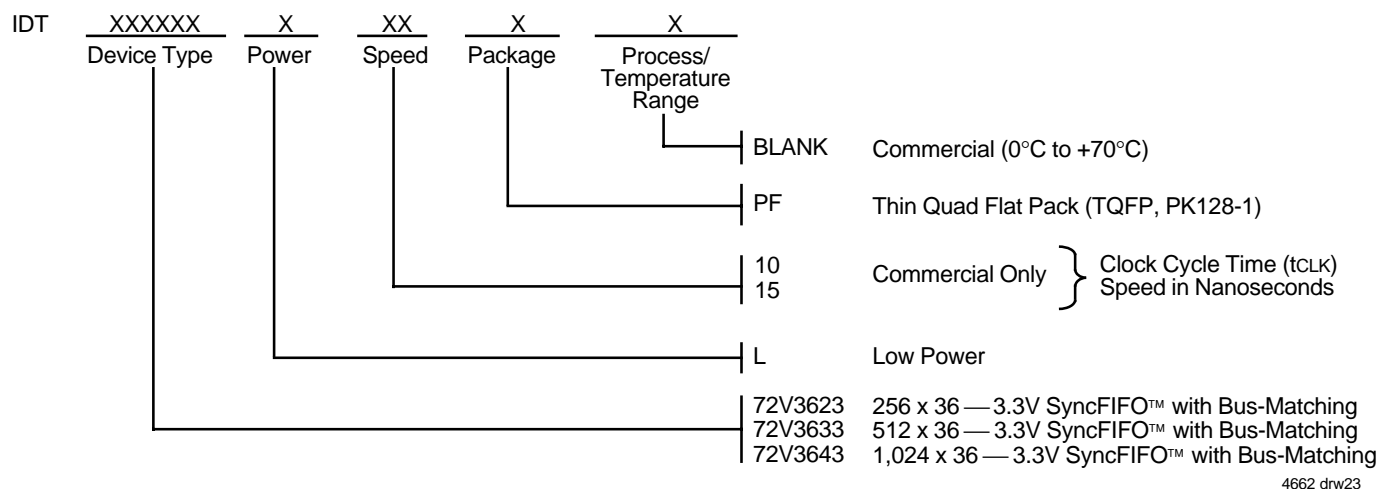 IDT XXXXXX X XX X X
Device Type Power Speed Package Process/
Temperature
Range
BLANK Commercial (0°C to +70°C)
PF Thin Quad Flat Pack (TQFP, PK128-1)
10
15
Commercial Only } Clock Cycle Time (tCLK)
Speed in Nanoseconds
L Low Power
72V3623 256 x 36 — 3.3V SyncFIFO™ with Bus-Matching
72V3633 512 x 36 — 3.3V SyncFIFO™ with Bus-Matching
72V3643 1,024 x 36 — 3.3V SyncFIFO™ with Bus-Matching
4662 drw23